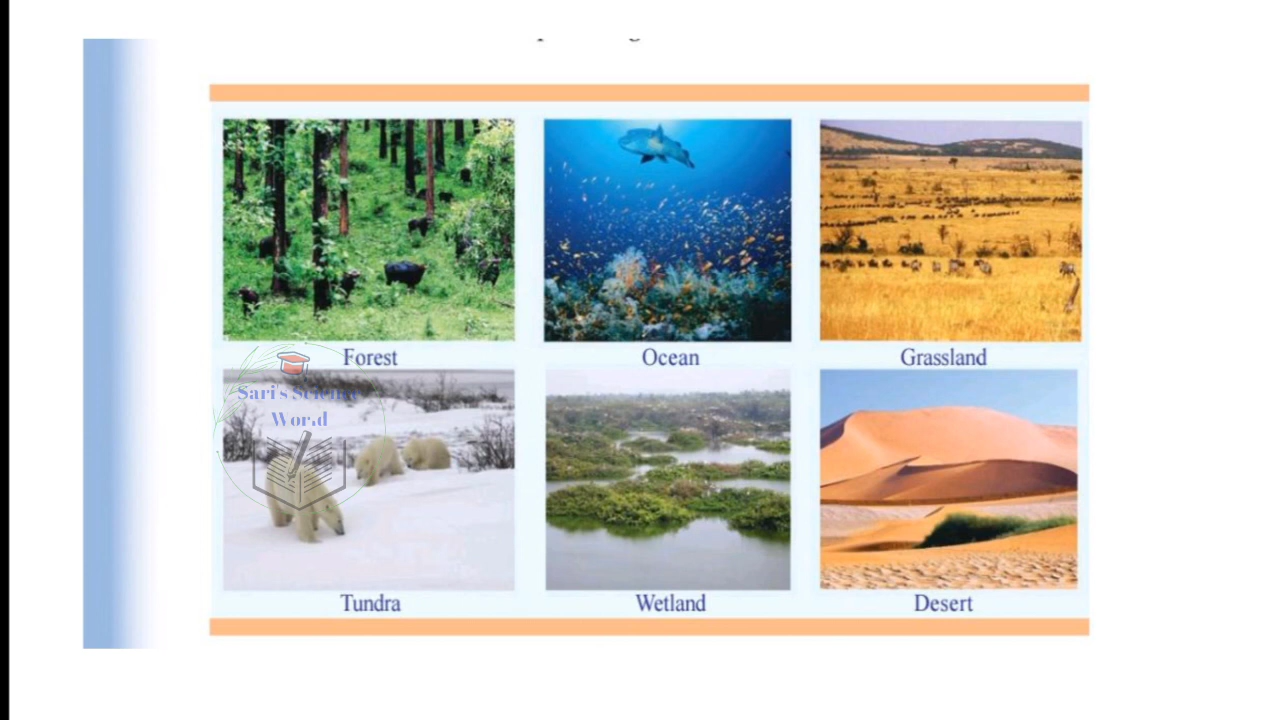 Forest
Ocean
Grassland
Sari's Science
World
Tundra
Wetland
Desert